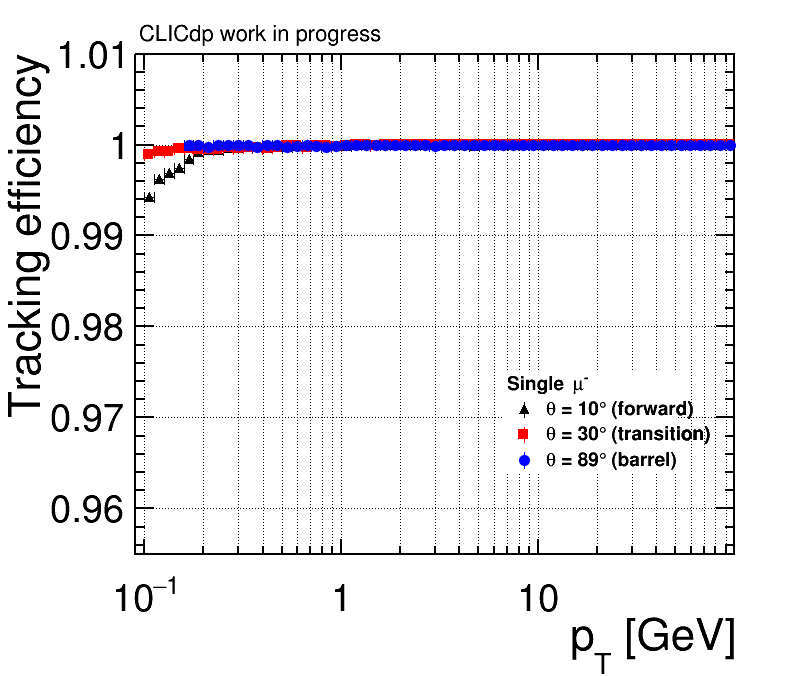 CLICdp work in progress
Tracking efficiency
1.01
1
0.99
0.98
0.97
0.96
Single μ⁻
θ = 10° (forward)
θ = 30° (transition)
θ = 89° (barrel)
10⁻¹
1
10
p_T [GeV]